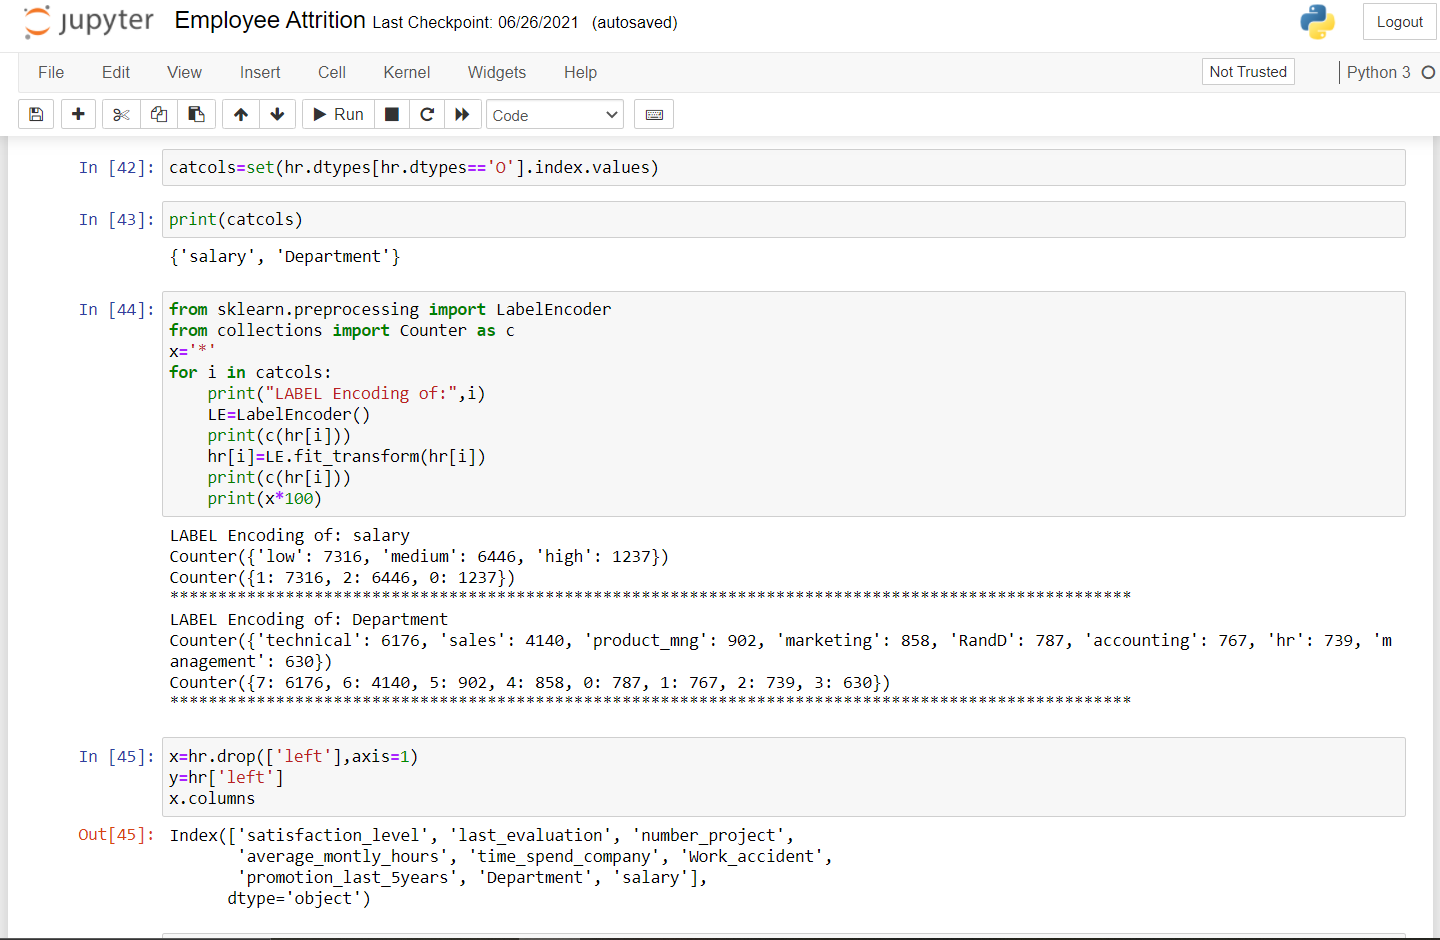 jupyter Employee Attrition Last Checkpoint: 06/26/2021 (autosaved) Logout
File Edit View Insert Cell Kernel Widgets Help Not Trusted Python 3
Run Code
In [42]: catcols=set(hr.dtypes[hr.dtypes=='O'].index.values)
In [43]: print(catcols)
{'salary', 'Department'}
In [44]: from sklearn.preprocessing import LabelEncoder
from collections import Counter as c
x='*'
for i in catcols:
    print("LABEL Encoding of:",i)
    LE=LabelEncoder()
    print(c(hr[i]))
    hr[i]=LE.fit_transform(hr[i])
    print(c(hr[i]))
    print(x*100)
LABEL Encoding of: salary
Counter({'low': 7316, 'medium': 6446, 'high': 1237})
Counter({1: 7316, 2: 6446, 0: 1237})
****************************************************************************************************
LABEL Encoding of: Department
Counter({'technical': 6176, 'sales': 4140, 'product_mng': 902, 'marketing': 858, 'RandD': 787, 'accounting': 767, 'hr': 739, 'm
anagement': 630})
Counter({7: 6176, 6: 4140, 5: 902, 4: 858, 0: 787, 1: 767, 2: 739, 3: 630})
****************************************************************************************************
In [45]: x=hr.drop(['left'],axis=1)
y=hr['left']
x.columns
Out[45]: Index(['satisfaction_level', 'last_evaluation', 'number_project',
       'average_montly_hours', 'time_spend_company', 'Work_accident',
       'promotion_last_5years', 'Department', 'salary'],
      dtype='object')